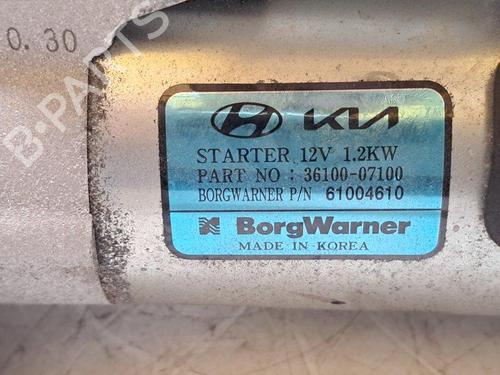 0.30
B-PARTS
KIA
STARTER 12V 1.2KW
PART NO : 36100-07100
BORGWARNER P/N 61004610
BorgWarner
MADE IN KOREA